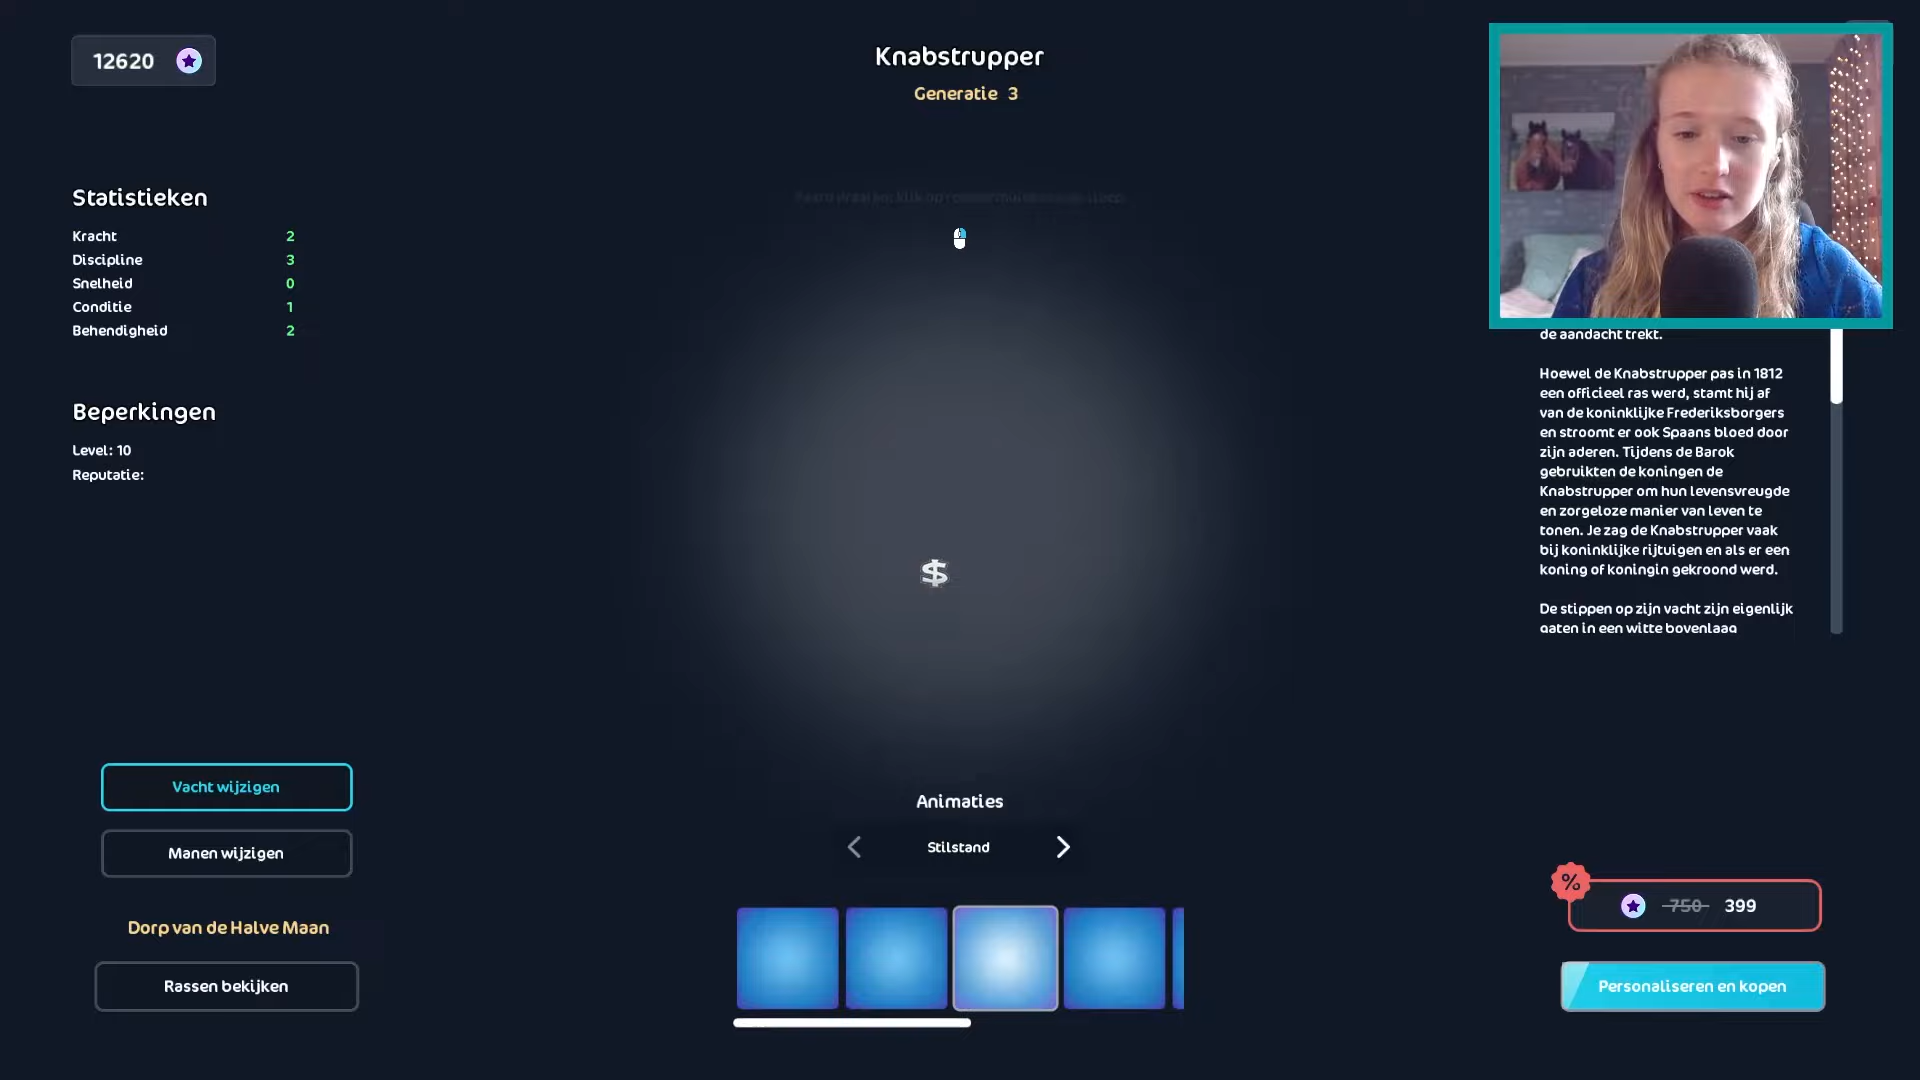 12620
Knabstrupper
Generatie 3
Statistieken
Kracht 2
Discipline 3
Snelheid 0
Conditie 1
Behendigheid 2
Beperkingen
Level: 10
Reputatie:
de aandacht trekt.
Hoewel de Knabstrupper pas in 1812
een officieel ras werd, stamt hij af
van de koninklijke Frederiksborgers
en stroomt er ook Spaans bloed door
zijn aderen. Tijdens de Barok
gebruikten de koningen de
Knabstrupper om hun levensvreugde
en zorgeloze manier van leven te
tonen. Je zag de Knabstrupper vaak
bij koninklijke rijtuigen en als er een
koning of koningin gekroond werd.
De stippen op zijn vacht zijn eigenlijk
gaten in een witte bovenlaag
$
Vacht wijzigen
Manen wijzigen
Dorp van de Halve Maan
Rassen bekijken
Animaties
Stilstand
%
750 399
Personaliseren en kopen